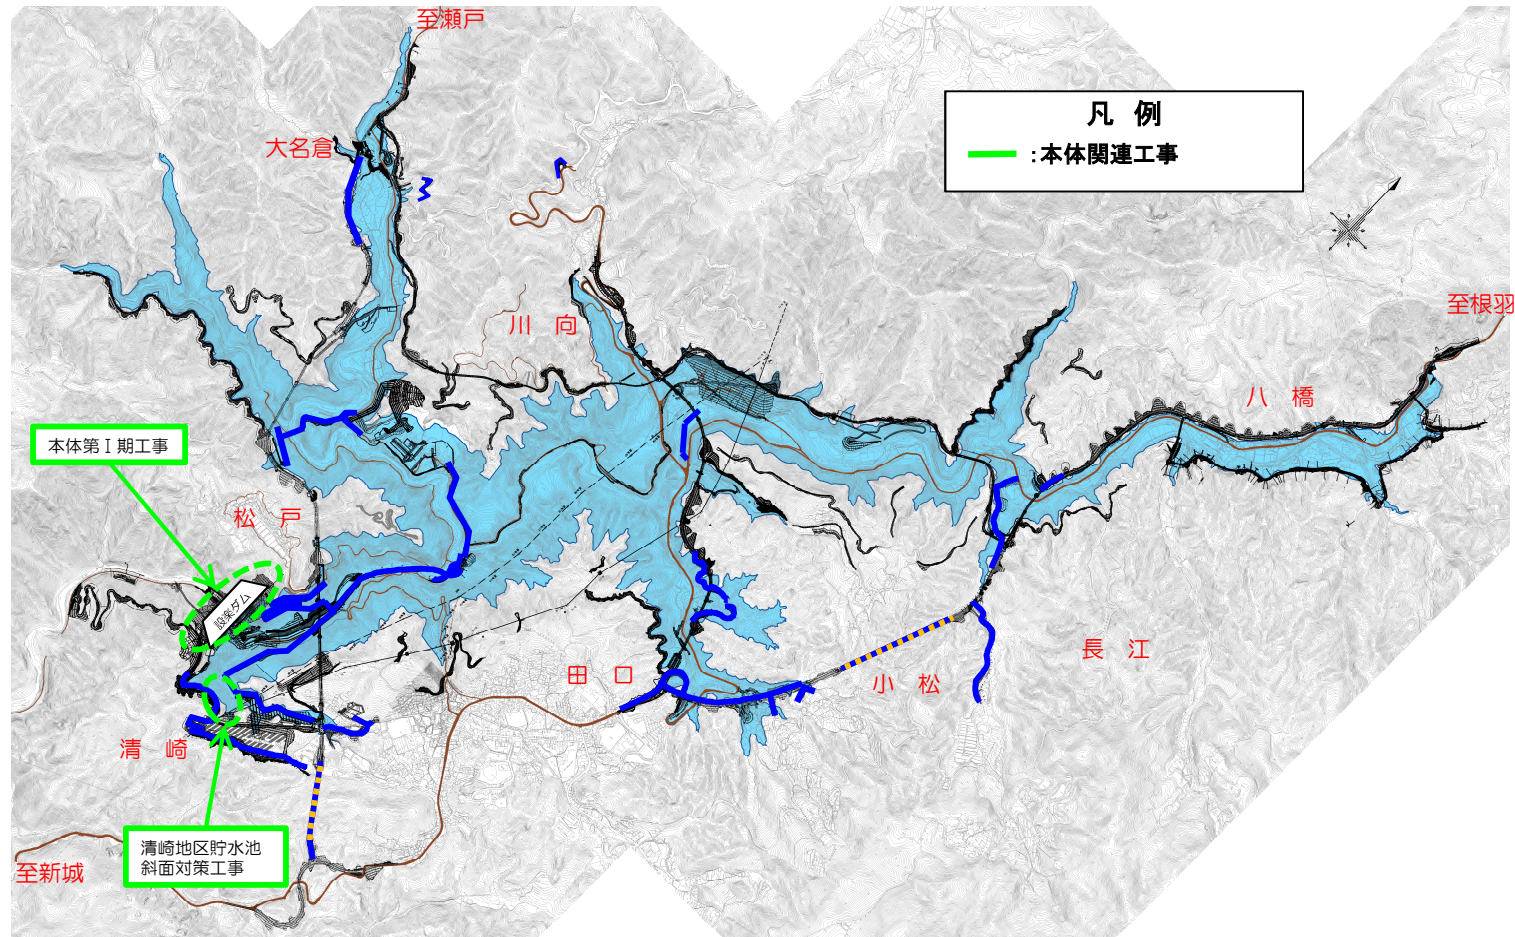 至瀬戸
大名倉
凡 例
:本体関連工事
川 向
至根羽
八 橋
本体第Ⅰ期工事
松 戸
設楽ダム
長 江
田 口
小 松
清 崎
清崎地区貯水池
斜面対策工事
至新城